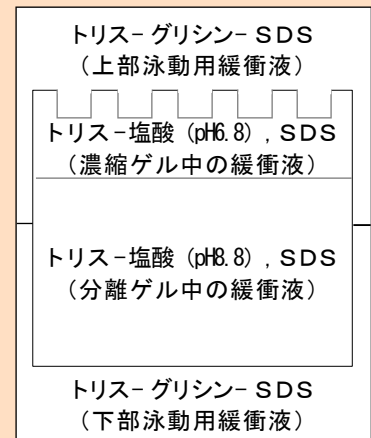 トリス-グリシン-SDS
（上部泳動用緩衝液）
トリス-塩酸 (pH6.8) , SDS
（濃縮ゲル中の緩衝液）
トリス-塩酸 (pH8.8) , SDS
（分離ゲル中の緩衝液）
トリス-グリシン-SDS
（下部泳動用緩衝液）